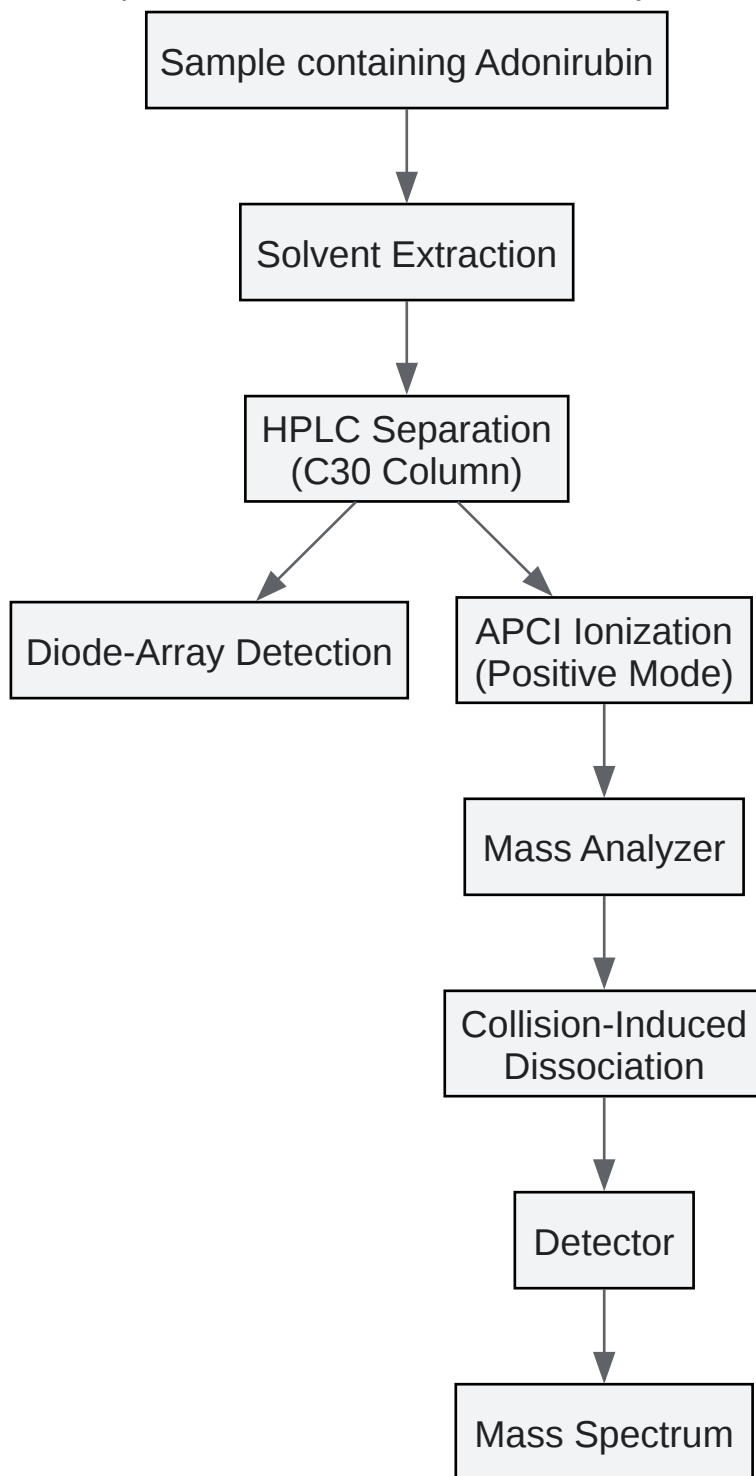 Sample containing Adonirubin
Solvent Extraction
HPLC Separation
(C30 Column)
Diode-Array Detection
APCI Ionization
(Positive Mode)
Mass Analyzer
Collision-Induced
Dissociation
Detector
Mass Spectrum